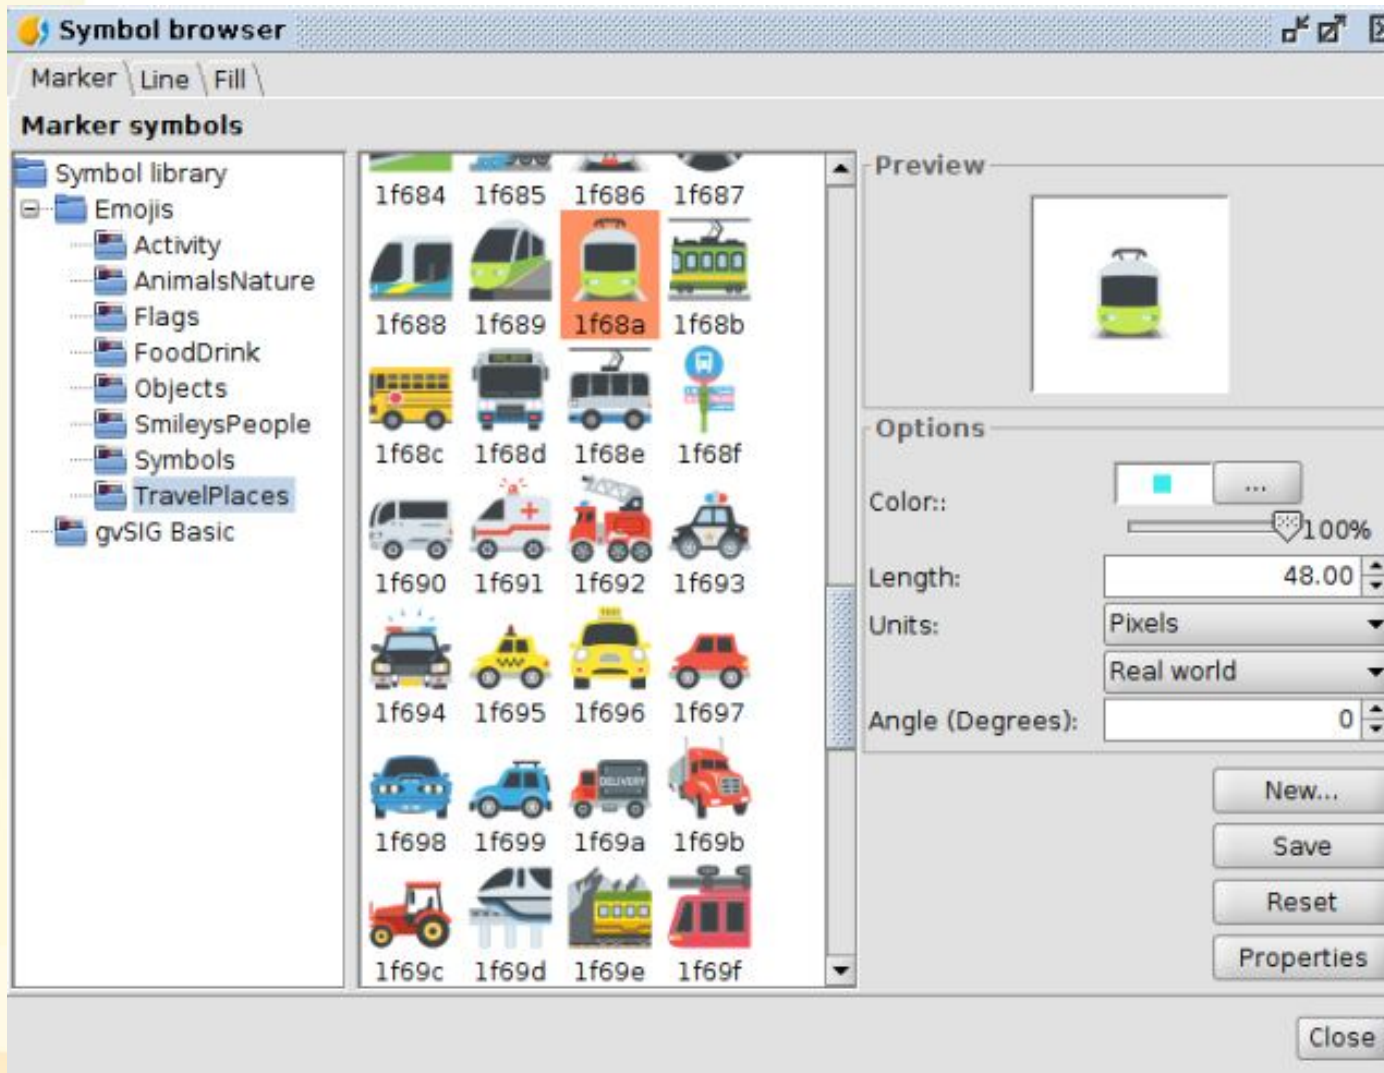 Symbol browser
Marker Line Fill
Marker symbols
Symbol library
Emojis
Activity
AnimalsNature
Flags
FoodDrink
Objects
SmileysPeople
Symbols
TravelPlaces
gvSIG Basic
1f684 1f685 1f686 1f687
1f688 1f689 1f68a 1f68b
1f68c 1f68d 1f68e 1f68f
1f690 1f691 1f692 1f693
TAXI
1f694 1f695 1f696 1f697
DELIVERY
1f698 1f699 1f69a 1f69b
1f69c 1f69d 1f69e 1f69f
Preview
Options
Color:: ...
100%
Length: 48.00
Units: Pixels
Real world
Angle (Degrees): 0
New...
Save
Reset
Properties
Close